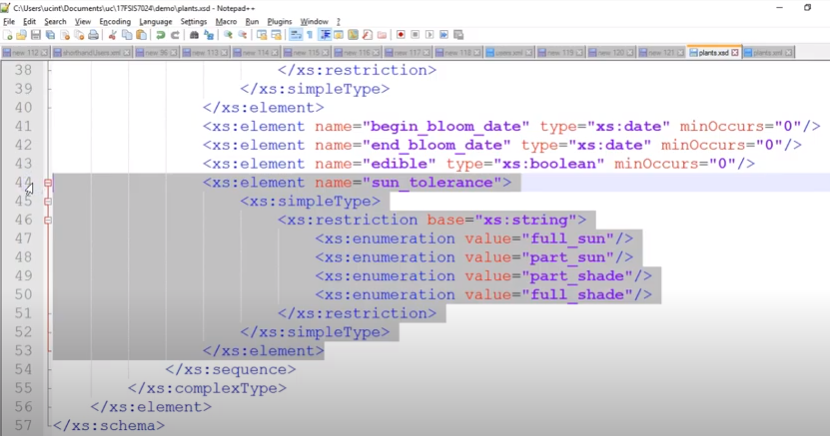 C:\Users\ucint\Documents\uc\17FSIS7024\demo\plants.xsd - Notepad++
File Edit Search View Encoding Language Settings Macro Run Plugins Window ?
new 112 shorthandUsers.xml new 96 new 113 new 114 new 115 new 116 new 117 new 118 users.xml new 119 new 120 new 121 plants.xsd plants.xml
38 </xs:restriction>
39 </xs:simpleType>
40 </xs:element>
41 <xs:element name="begin_bloom_date" type="xs:date" minOccurs="0"/>
42 <xs:element name="end_bloom_date" type="xs:date" minOccurs="0"/>
43 <xs:element name="edible" type="xs:boolean" minOccurs="0"/>
44 <xs:element name="sun_tolerance">
45 <xs:simpleType>
46 <xs:restriction base="xs:string">
47 <xs:enumeration value="full_sun"/>
48 <xs:enumeration value="part_sun"/>
49 <xs:enumeration value="part_shade"/>
50 <xs:enumeration value="full_shade"/>
51 </xs:restriction>
52 </xs:simpleType>
53 </xs:element>
54 </xs:sequence>
55 </xs:complexType>
56 </xs:element>
57 </xs:schema>